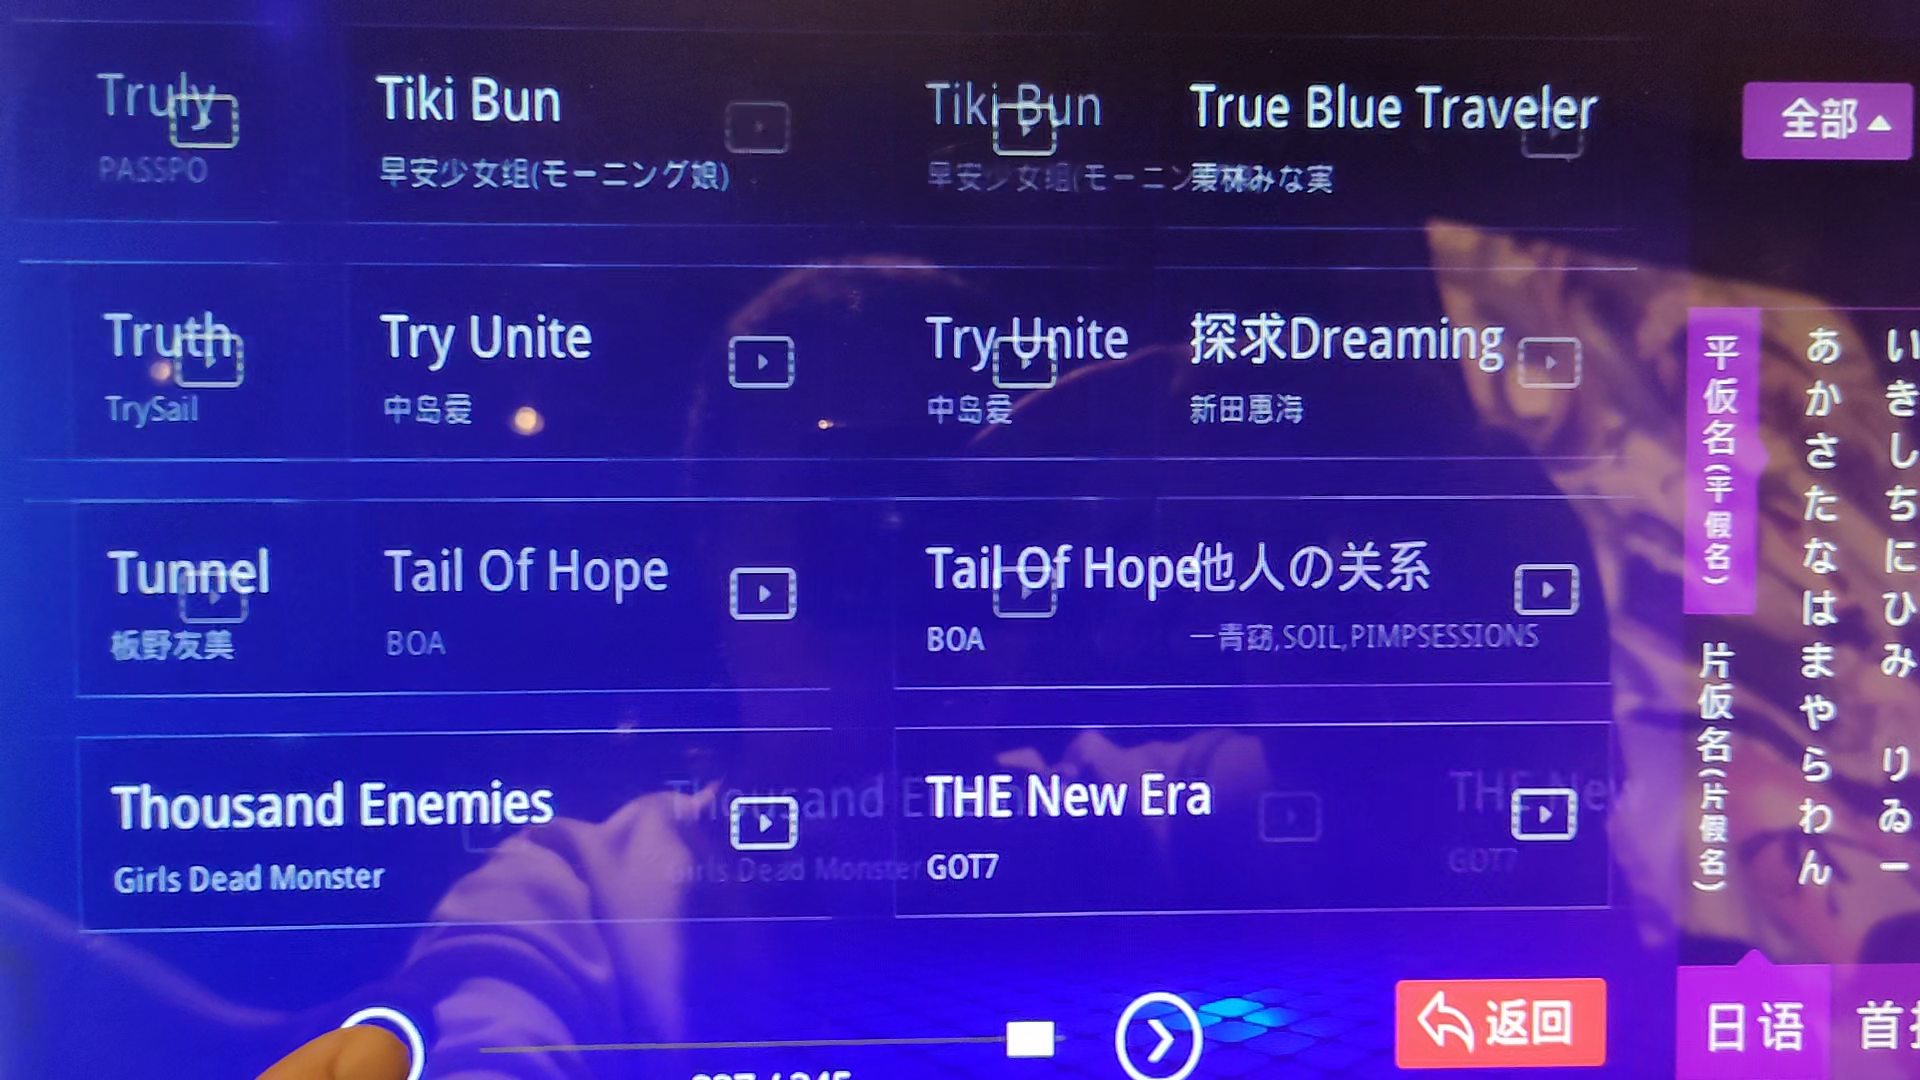 Truly
PASSPO
Tiki Bun
早安少女组(モーニング娘)
Tiki Bun
早安少女组(モーニン
True Blue Traveler
栗林みな実
全部
Truth
TrySail
Try Unite
中岛爱
Try Unite
中岛爱
探求Dreaming
新田惠海
Tunnel
板野友美
Tail Of Hope
BOA
Tail Of Hope
BOA
他人の关系
一青窈,SOIL,PIMPSESSIONS
Thousand Enemies
Girls Dead Monster
Thousand E
Girls Dead Monster
THE New Era
GOT7
THE New
GOT7
平仮名(平假名)
片仮名(片假名)
あかさたなはまやらわん
いきしちにひみ りゐー
返回
日语
首